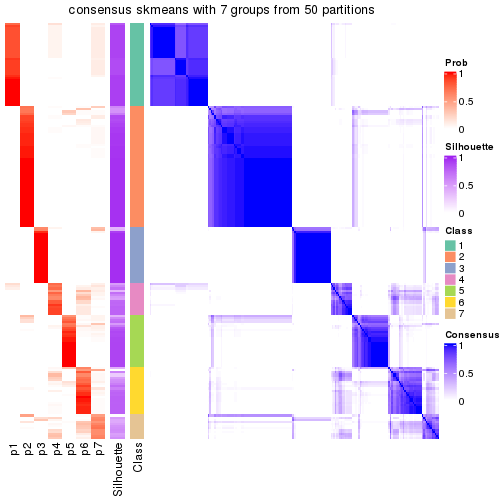 consensus skmeans with 7 groups from 50 partitions
Prob
1
0.5
0
Silhouette
1
0.5
0
Class
1
2
3
4
5
6
7
Consensus
1
0.5
0
p1
p2
p3
p4
p5
p6
p7
Silhouette
Class